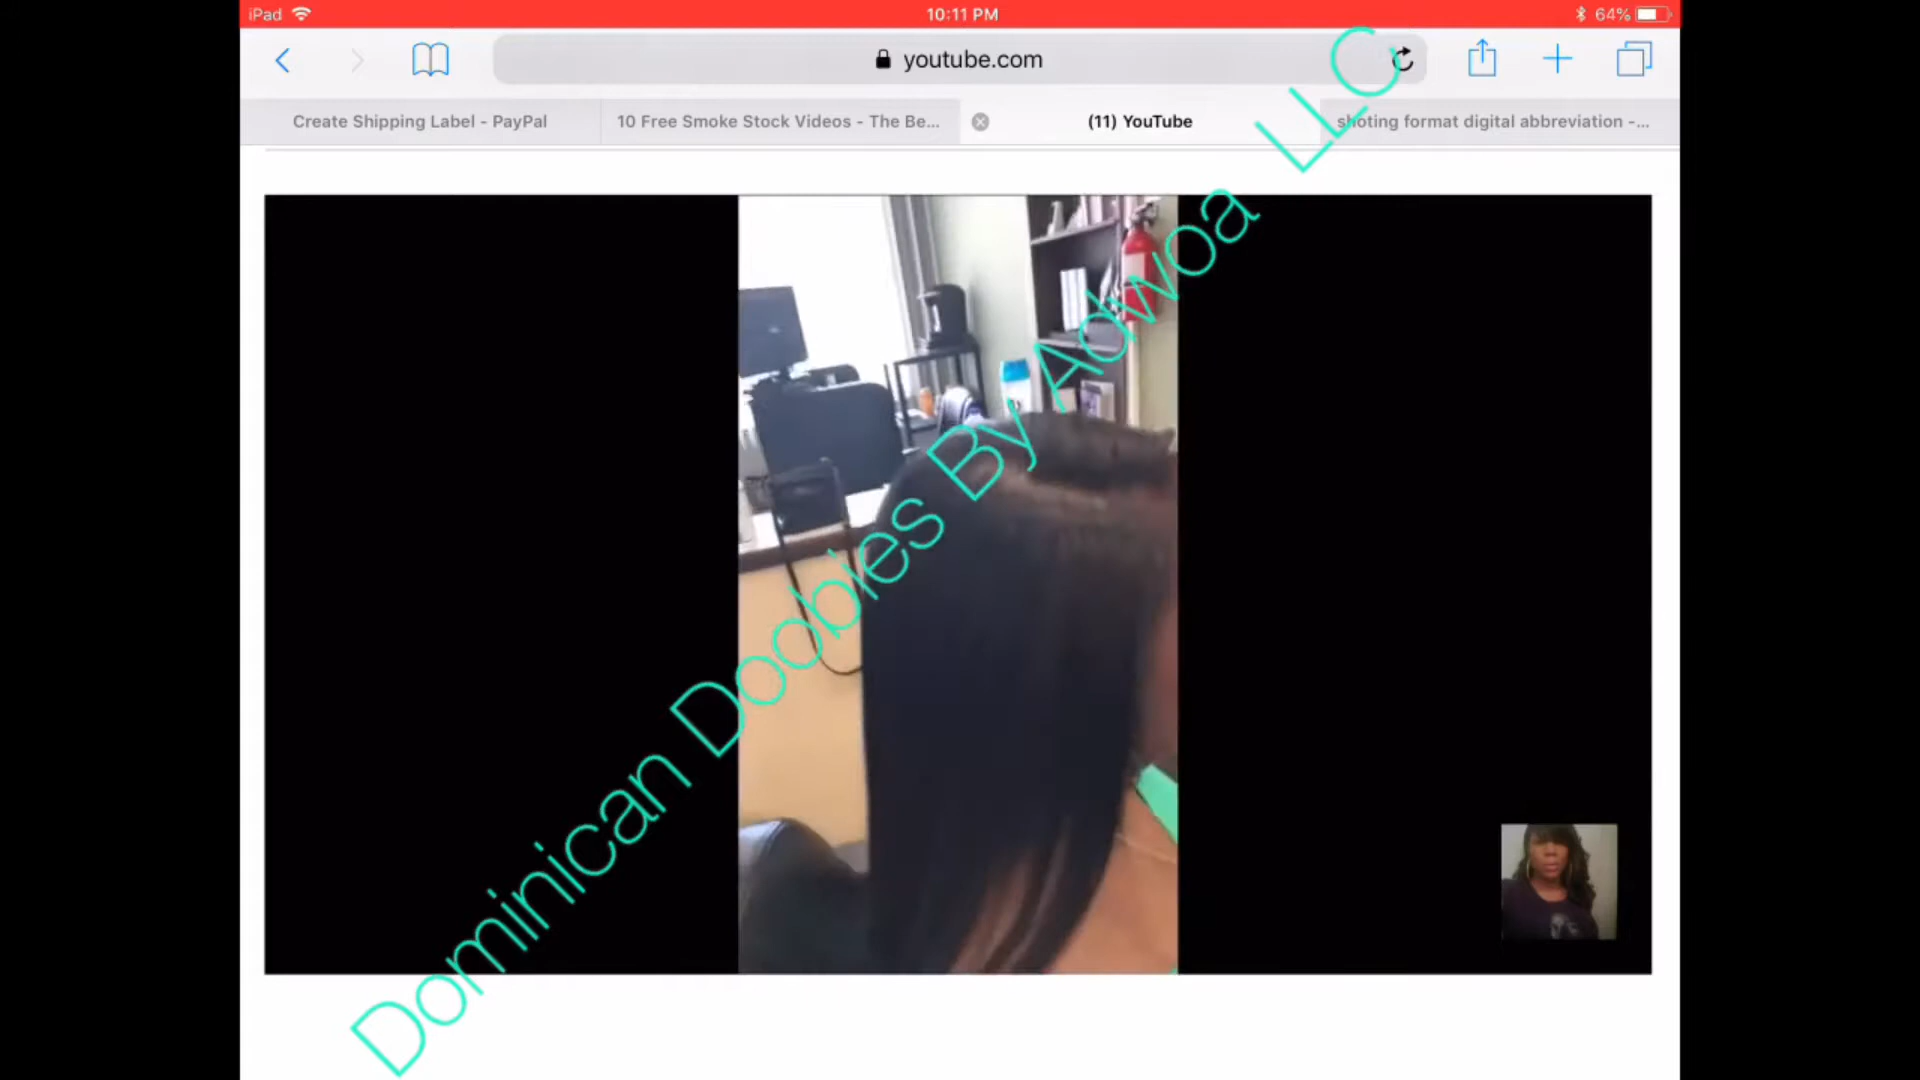 iPad
10:11 PM
64%
youtube.com
Create Shipping Label - PayPal
10 Free Smoke Stock Videos - The Be...
(11) YouTube
shoting format digital abbreviation -...
Dominican Doobies By Adwoa LLC